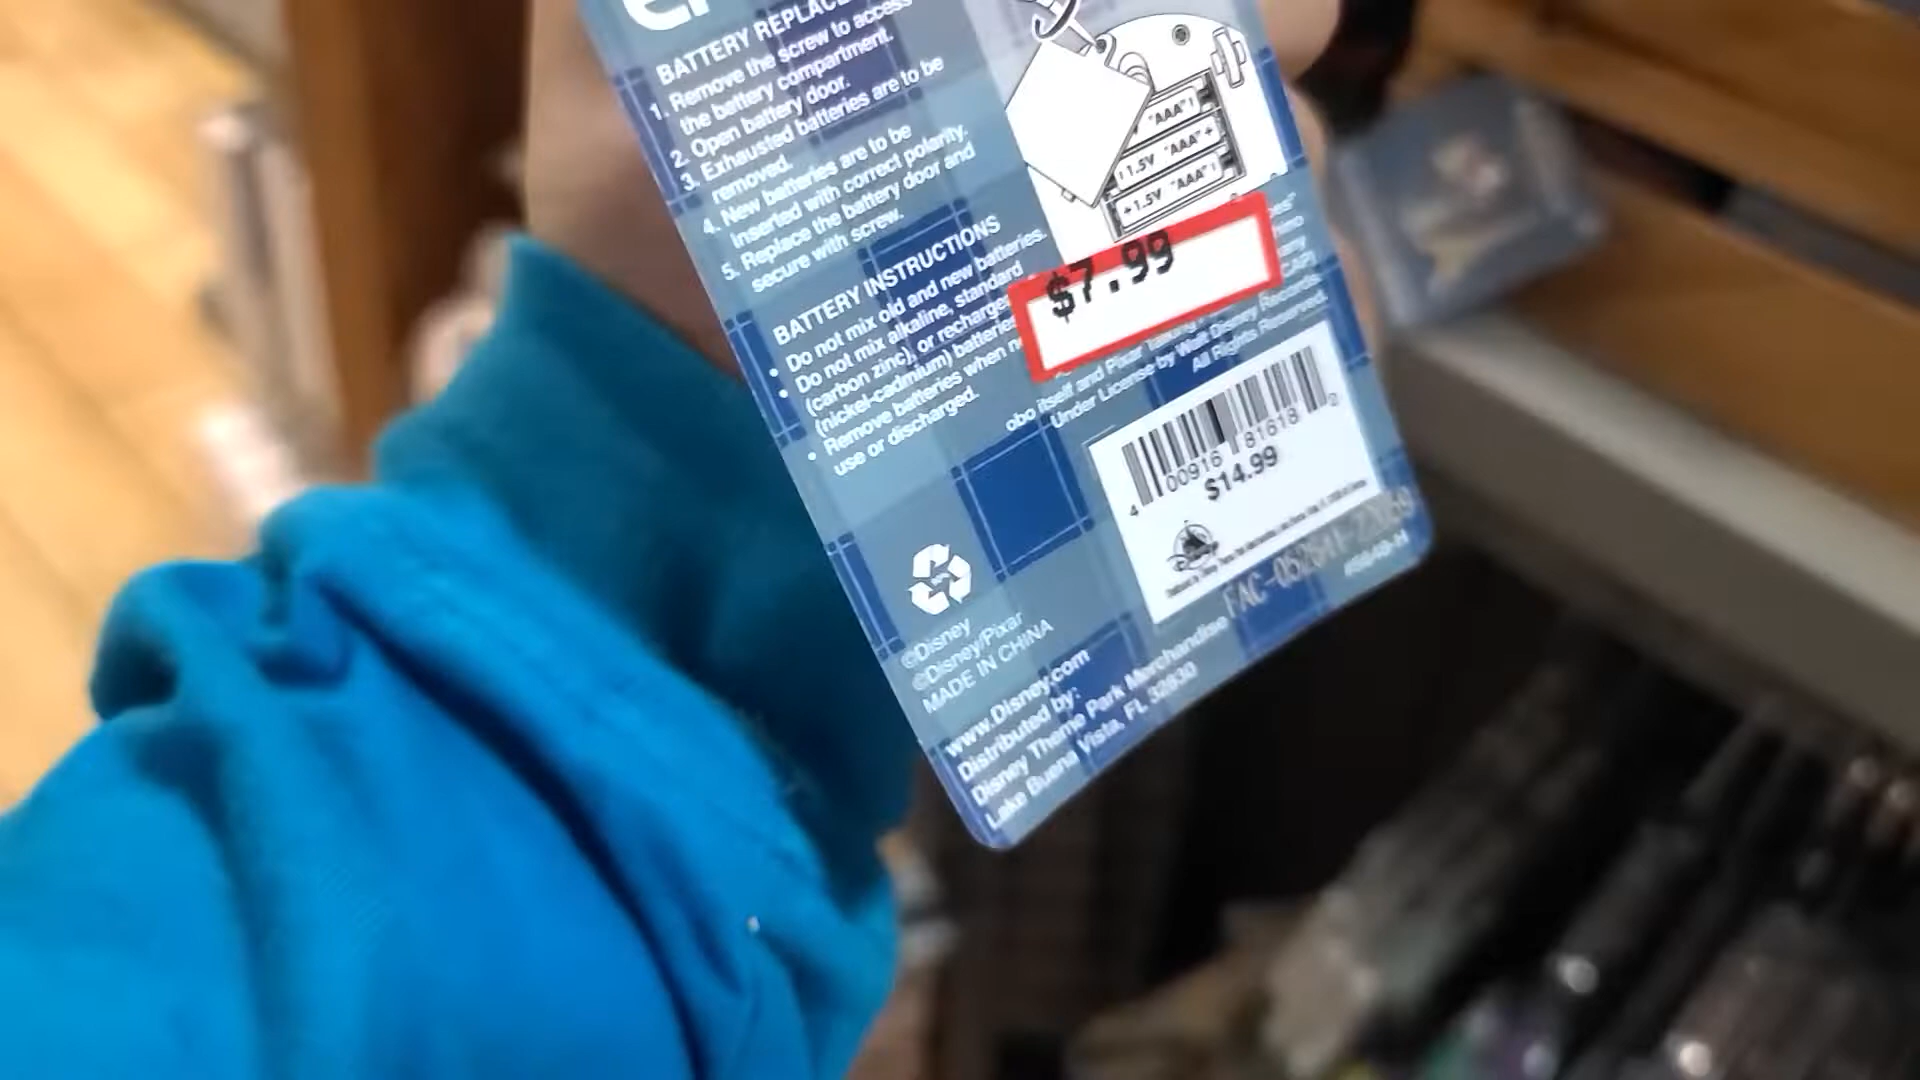 BATTERY
1. Remove the screw to access
the battery compartment.
2. Open battery door.
3. Exhausted batteries are to be
removed.
4. New batteries are to be
inserted with correct polarity.
5. Replace the battery door and
secure with screw.
BATTERY INSTRUCTIONS
• Do not mix old and new batteries.
• Do not mix alkaline, standard
(carbon zinc), or
(nickel-cadmium) batteries
• Remove batteries when
use or discharged.
"AAA"
1.5V "AAA" +
+ 1.5V "AAA"
$7.99
itself and Pixar
Under License by Walt Disney Records.
All Rights Reserved.
4 00916 81618 0
$14.99
©Disney
©Disney/Pixar
MADE IN CHINA
www.Disney.com
Distributed by:
Disney Theme Park Merchandise
Lake Buena Vista, FL 32830